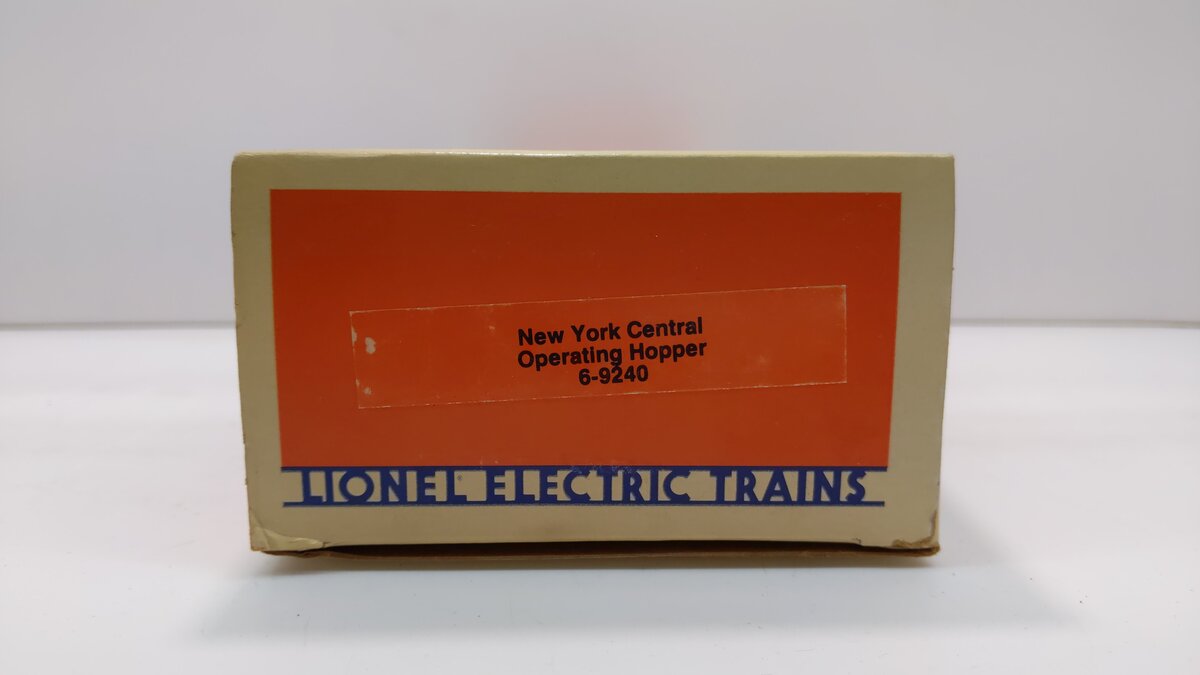 New York Central
Operating Hopper
6-9240
LIONEL ELECTRIC TRAINS